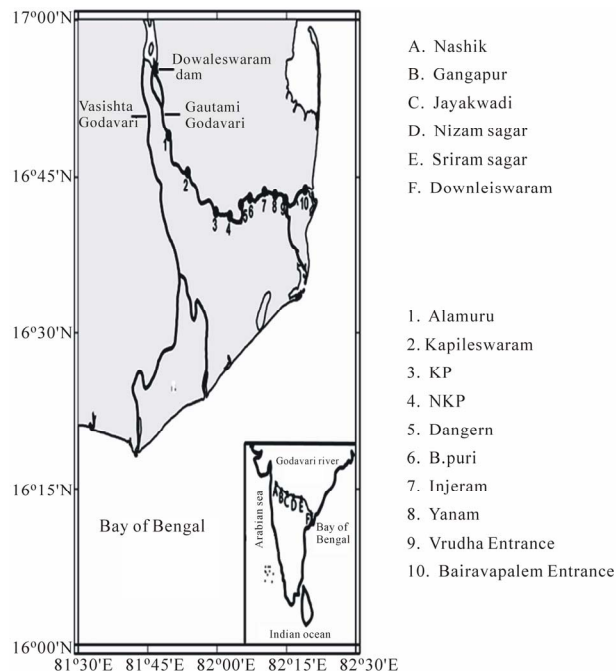 17°00'N
Dowaleswaram
dam
Vasishta
Godavari
Gautami
Godavari
1
16°45'N
2
3
4
5
6
7
8
9
10
16°30'N
16°15'N
Bay of Bengal
16°00'N
81°30'E 81°45'E 82°00'E 82°15'E 82°30'E
Godavari river
A
B
C
D
E
F
Arabian sea
Bay of
Bengal
Indian ocean
A. Nashik
B. Gangapur
C. Jayakwadi
D. Nizam sagar
E. Sriram sagar
F. Downleiswaram
1. Alamuru
2. Kapileswaram
3 KP
4 NKP
5 Dangern
6 B.puri
7 Injeram
8 Yanam
9 Vrudha Entrance
10. Bairavapalem Entrance